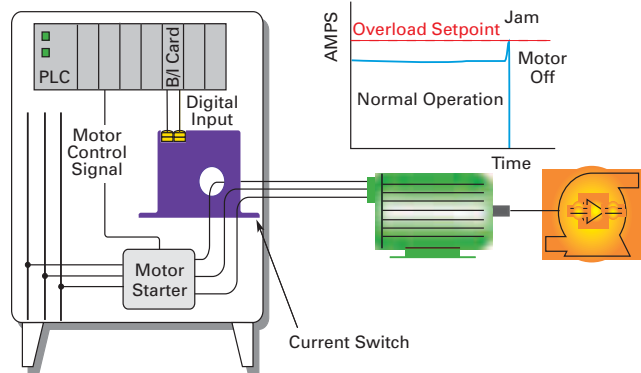 PLC
B/I Card
Digital
Input
Motor
Control
Signal
Motor
Starter
Current Switch
AMPS
Overload Setpoint
Jam
Motor
Off
Normal Operation
Time